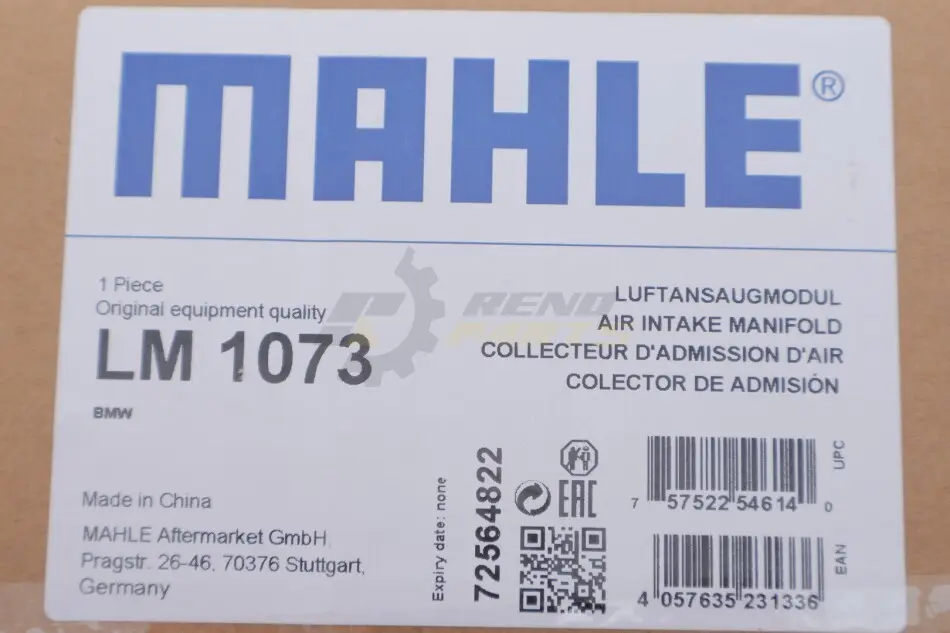 MAHLE®
1 Piece
Original equipment quality
LM 1073
BMW
LUFTANSAUGMODUL
AIR INTAKE MANIFOLD
COLLECTEUR D'ADMISSION D'AIR
COLECTOR DE ADMISIÓN
RENO
PARTS
Made in China
MAHLE Aftermarket GmbH
Pragstr. 26-46, 70376 Stuttgart,
Germany
Expiry date: none
72564822
EAC
7 57522 54614 0
UPC
4 057635 231336
EAN